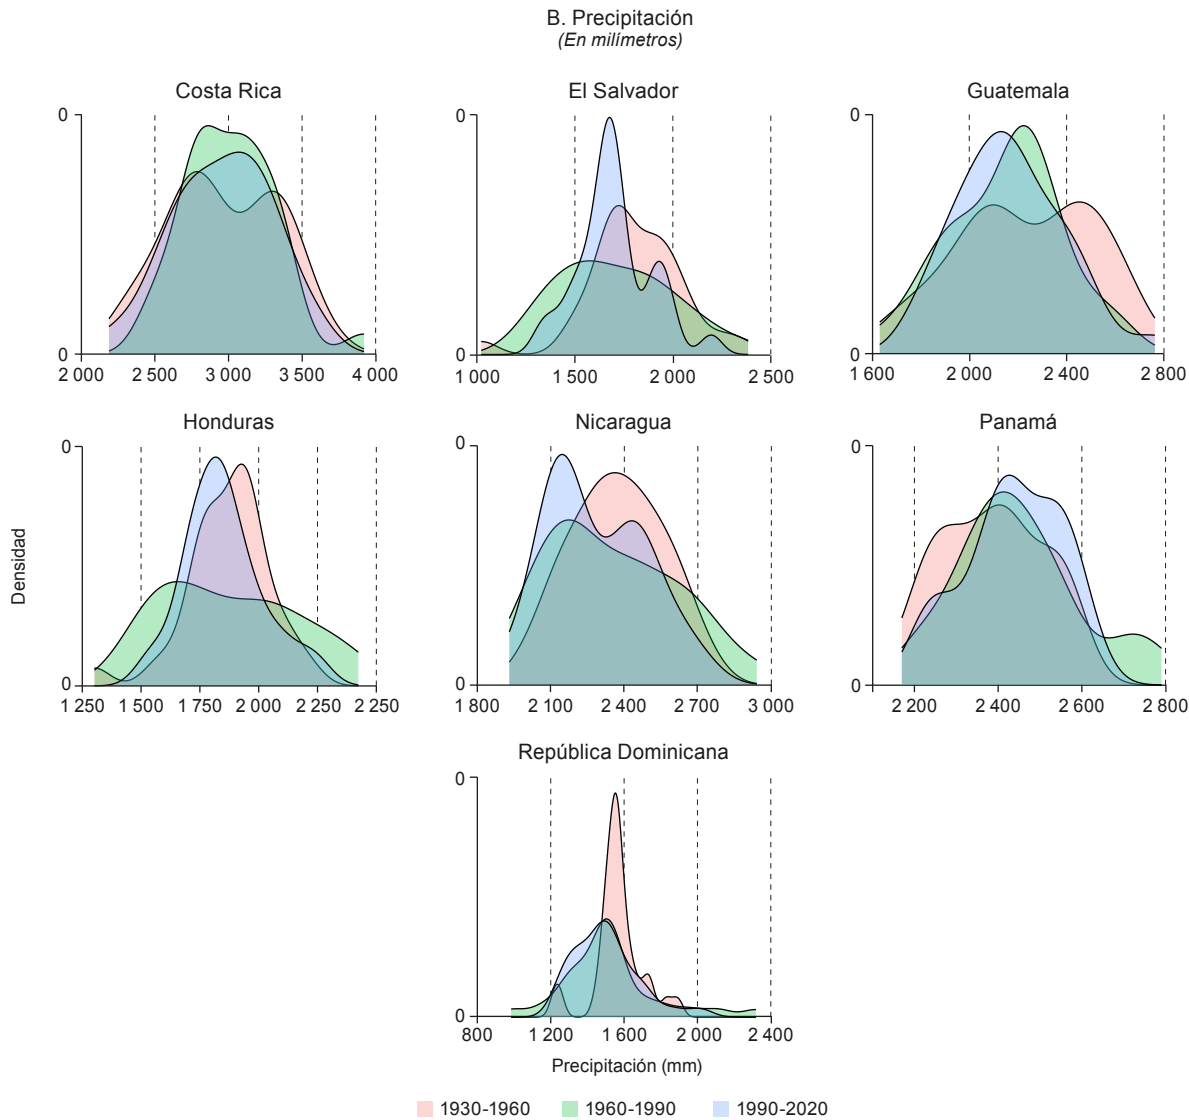 B. Precipitación
(En milímetros)
Costa Rica
El Salvador
Guatemala
0
0
0
0
0
0
2 000 2 500 3 000 3 500 4 000
1 000 1 500 2 000 2 500
1 600 2 000 2 400 2 800
Honduras
Nicaragua
Panamá
0
0
0
0
0
0
1 250 1 500 1 750 2 000 2 250 2 250
1 800 2 100 2 400 2 700 3 000
2 200 2 400 2 600 2 800
Densidad
República Dominicana
0
0
800 1 200 1 600 2 000 2 400
Precipitación (mm)
1930-1960 1960-1990 1990-2020